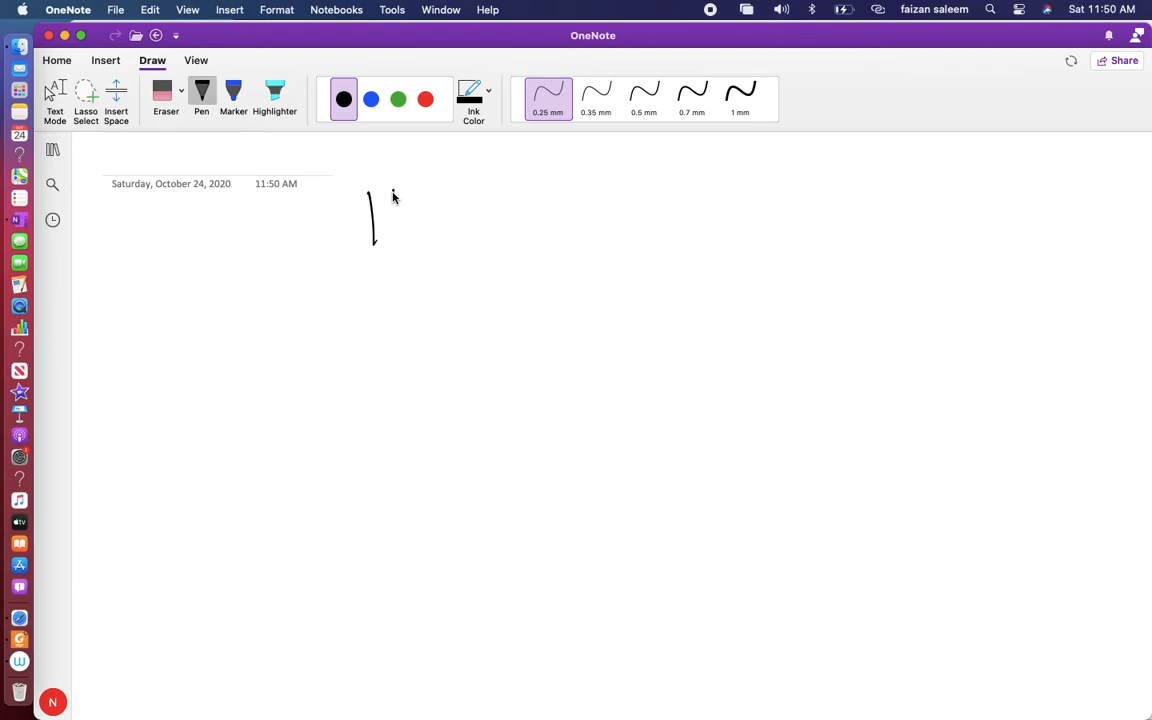 OneNote File Edit View Insert Format Notebooks Tools Window Help faizan saleem Sat 11:50 AM
OneNote
Home Insert Draw View Share
Text Mode Lasso Select Insert Space Eraser Pen Marker Highlighter Ink Color 0.25 mm 0.35 mm 0.5 mm 0.7 mm 1 mm
Saturday, October 24, 2020 11:50 AM
24
tv
N